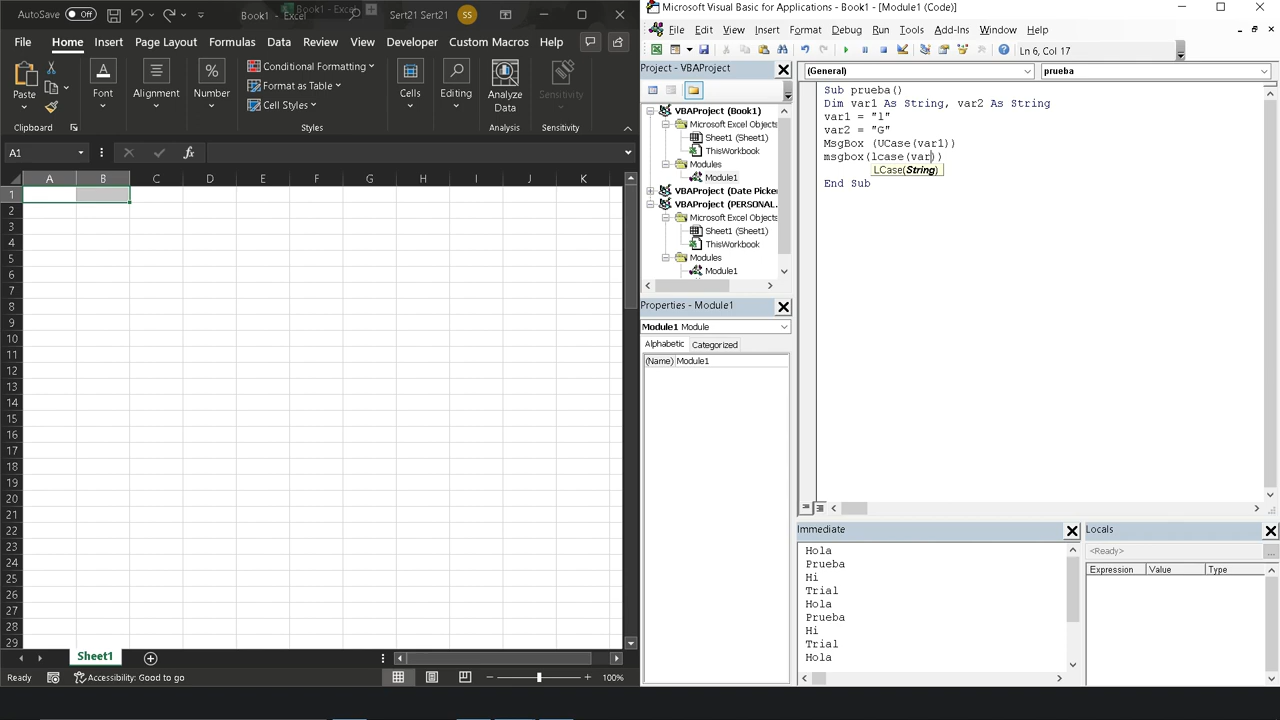 AutoSave Off Book1 - Excel Book1 - Excel Sert21 Sert21 SS
File Home Insert Page Layout Formulas Data Review View Developer Custom Macros Help
Paste Font Alignment Number Conditional Formatting Format as Table Cell Styles Cells Editing Analyze Data Sensitivity
Clipboard Styles Analysis Sensitivity
A1 fx
A B C D E F G H I J K
1
2
3
4
5
6
7
8
9
10
11
12
13
14
15
16
17
18
19
20
21
22
23
24
25
26
27
28
29
Sheet1
Ready Accessibility: Good to go 100%
Microsoft Visual Basic for Applications - Book1 - [Module1 (Code)]
File Edit View Insert Format Debug Run Tools Add-Ins Window Help
Ln 6, Col 17
Project - VBAProject
VBAProject (Book1)
Microsoft Excel Objects
Sheet1 (Sheet1)
ThisWorkbook
Modules
Module1
VBAProject (Date Picke
VBAProject (PERSONAL.
Microsoft Excel Objects
Sheet1 (Sheet1)
ThisWorkbook
Modules
Module1
Properties - Module1
Module1 Module
Alphabetic Categorized
(Name) Module1
(General) prueba
Sub prueba()
Dim var1 As String, var2 As String
var1 = "l"
var2 = "G"
MsgBox (UCase(var1))
msgbox(lcase(var))
LCase(String)
End Sub
Immediate
Hola
Prueba
Hi
Trial
Hola
Prueba
Hi
Trial
Hola
Locals
<Ready>
Expression Value Type